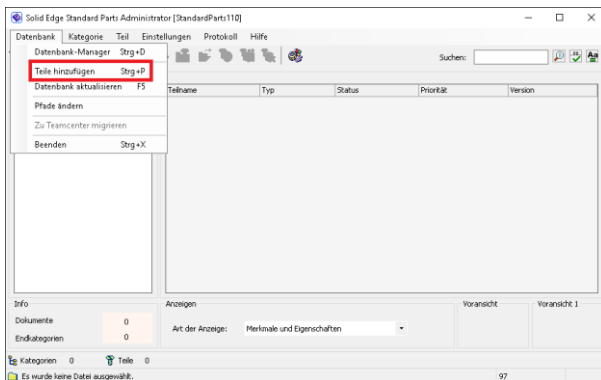 Solid Edge Standard Parts Administrator [StandardParts110]
Datenbank Kategorie Teil Einstellungen Protokoll Hilfe
Datenbank-Manager Strg+D
Teile hinzufügen Strg+P
Datenbank aktualisieren F5
Pfade ändern
Zu Teamcenter migrieren
Beenden Strg+X
Suchen:
Teilname Typ Status Priorität Version
Info
Dokumente 0
Endkategorien 0
Anzeigen
Art der Anzeige: Merkmale und Eigenschaften
Voransicht
Voransicht 1
Kategorien 0 Teile 0
Es wurde keine Datei ausgewählt. 97